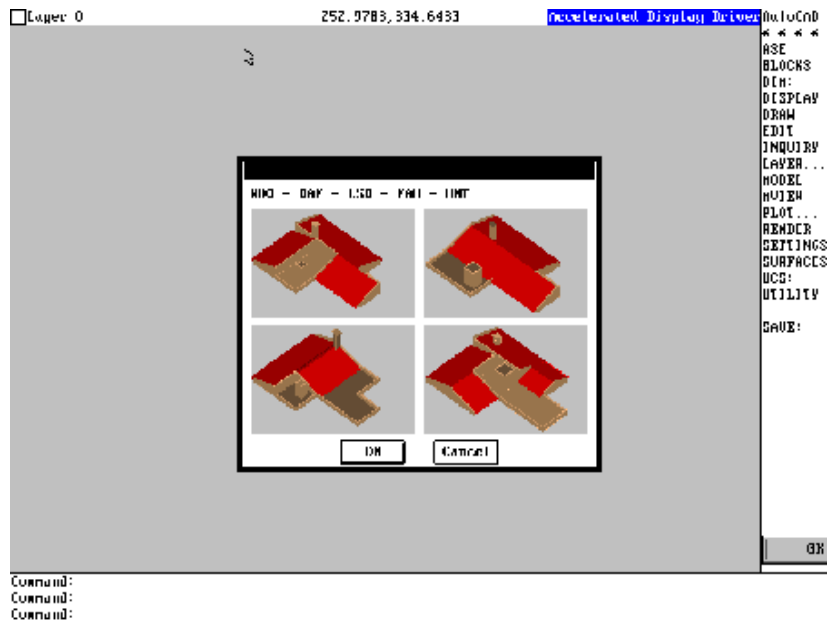 Layer 0 252.9783,334.6433 Accelerated Display Driver
AutoCAD
* * * *
ASE
BLOCKS
DIM:
DISPLAY
DRAW
EDIT
INQUIRY
LAYER...
MODEL
MVIEW
PLOT...
RENDER
SETTINGS
SURFACES
UCS:
UTILITY
SAVE:
OK Cancel
Command:
Command:
Command: